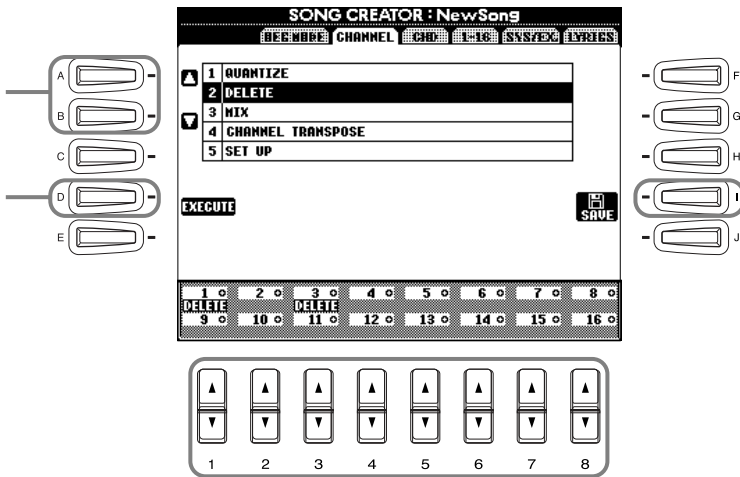 SONG CREATOR : NewSong
REC MODE CHANNEL CHD 1-16 SYS/EX. LYRICS
A
B
C
D
E
1 QUANTIZE
2 DELETE
3 MIX
4 CHANNEL TRANSPOSE
5 SET UP
EXECUTE
SAVE
F
G
H
I
J
1 2 3 4 5 6 7 8
DELETE DELETE
9 10 11 12 13 14 15 16
1 2 3 4 5 6 7 8